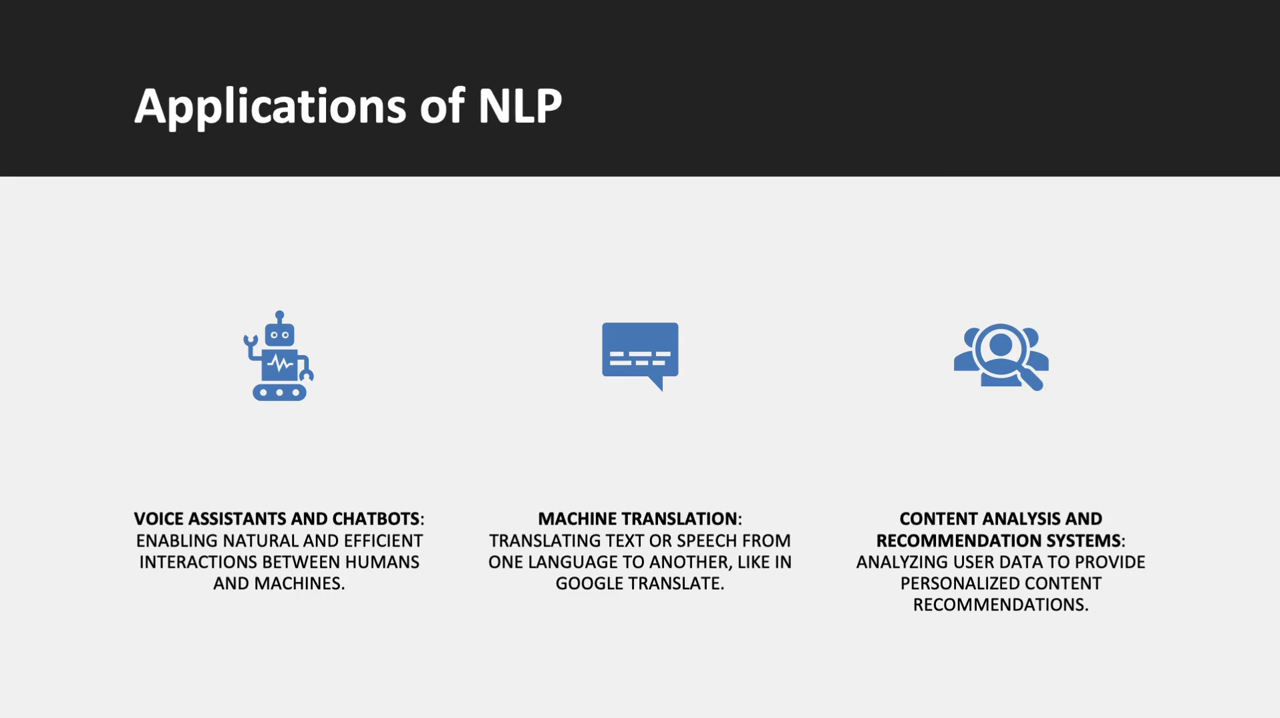 Applications of NLP
VOICE ASSISTANTS AND CHATBOTS:
ENABLING NATURAL AND EFFICIENT
INTERACTIONS BETWEEN HUMANS
AND MACHINES.
MACHINE TRANSLATION:
TRANSLATING TEXT OR SPEECH FROM
ONE LANGUAGE TO ANOTHER, LIKE IN
GOOGLE TRANSLATE.
CONTENT ANALYSIS AND
RECOMMENDATION SYSTEMS:
ANALYZING USER DATA TO PROVIDE
PERSONALIZED CONTENT
RECOMMENDATIONS.